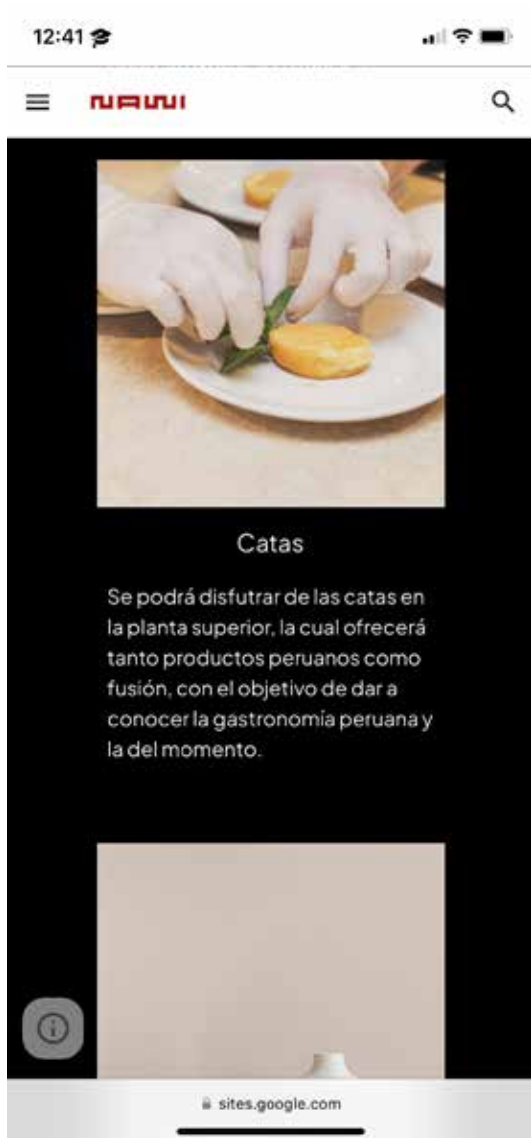 12:41
NAWI
Catas
Se podrá disfutrar de las catas en
la planta superior, la cual ofrecerá
tanto productos peruanos como
fusión, con el objetivo de dar a
conocer la gastronomía peruana y
la del momento.
sites.google.com